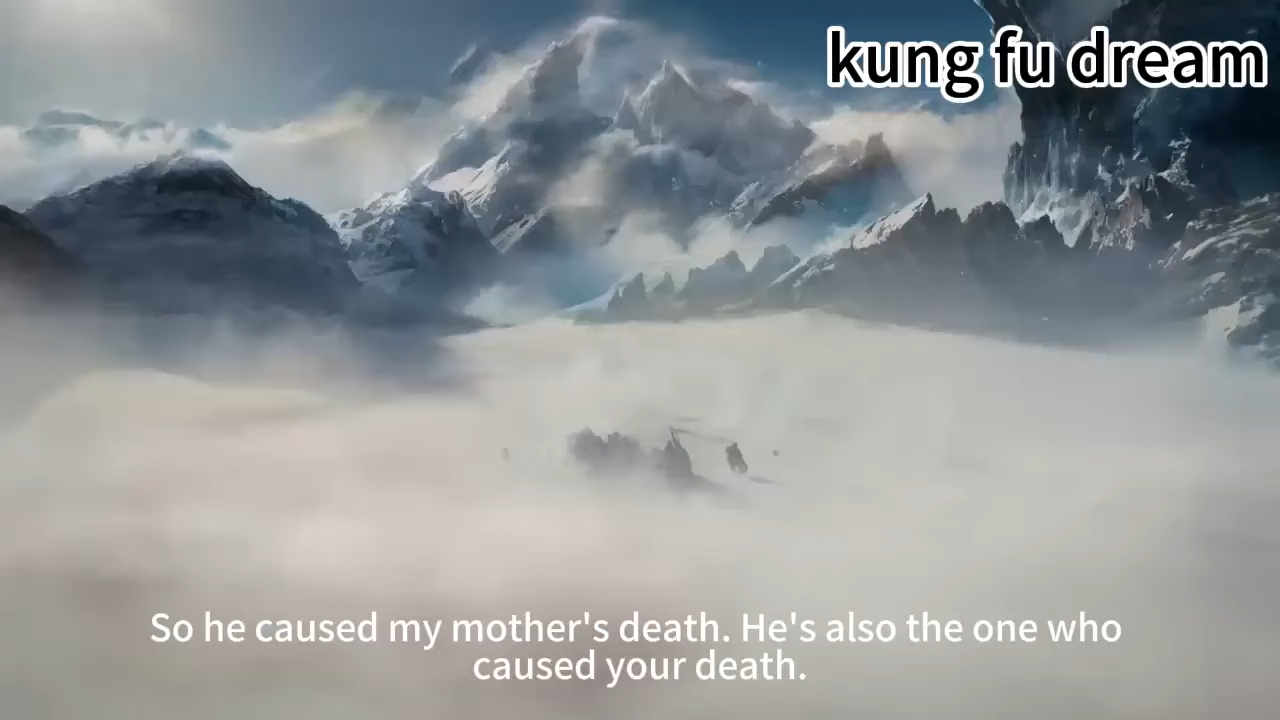 kung fu dream
So he caused my mother's death. He's also the one who
caused your death.